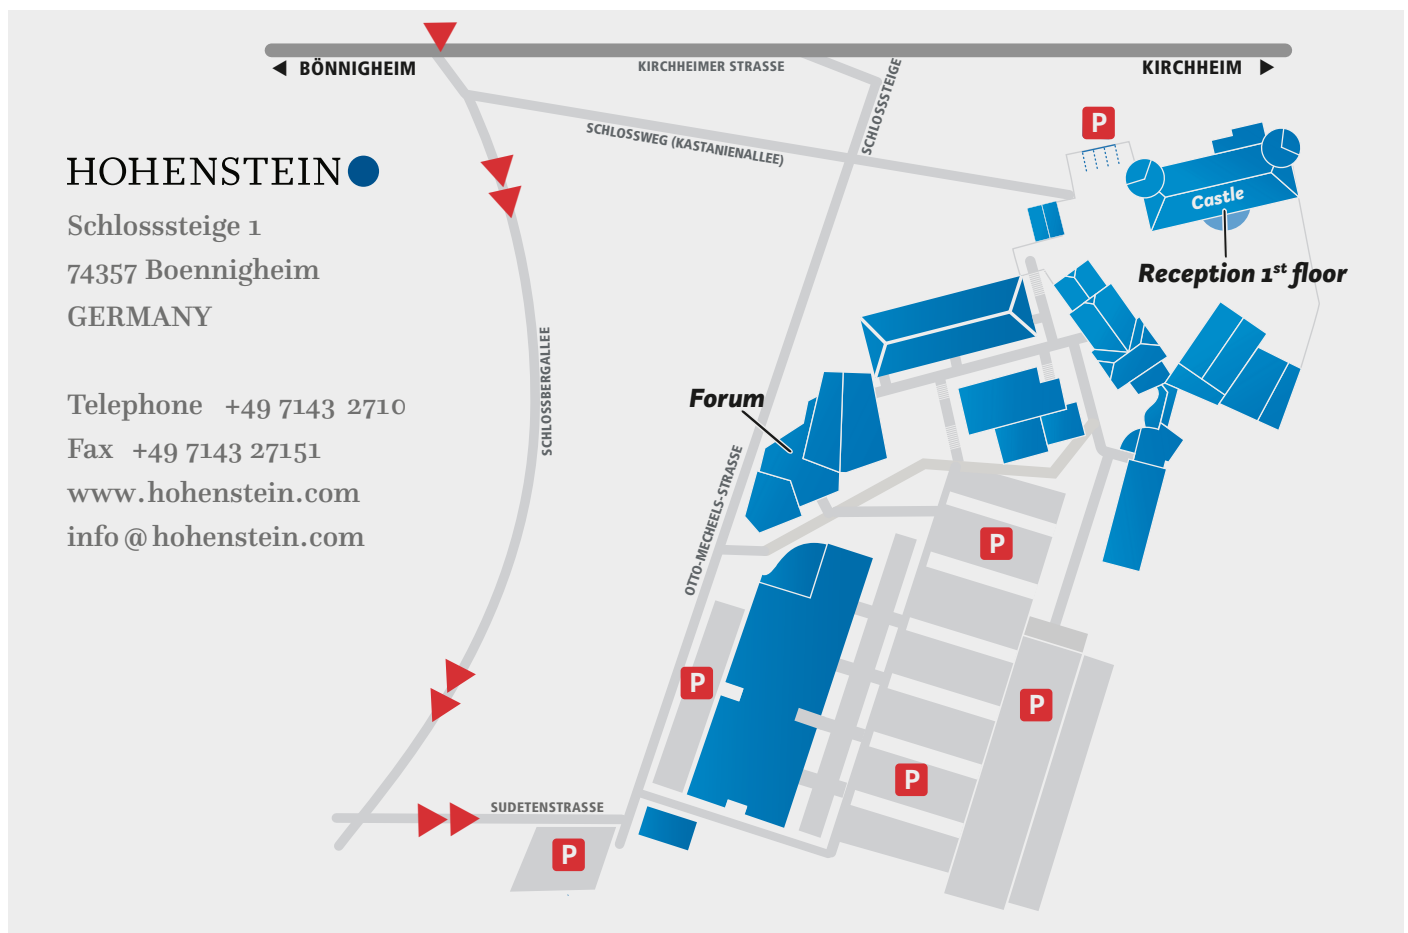 BÖNNIGHEIM
KIRCHHEIMER STRASSE
KIRCHHEIM
SCHLOSSSTEIGE
SCHLOSSWEG (KASTANIENALLEE)
P
HOHENSTEIN
Schlosssteige 1
74357 Boennigheim
GERMANY
Telephone +49 7143 2710
Fax +49 7143 27151
www.hohenstein.com
info@hohenstein.com
Castle
Reception 1st floor
SCHLOSSBERGALLEE
Forum
OTTO-MECHEELS-STRASSE
P
P
P
P
SUDETENSTRASSE
P